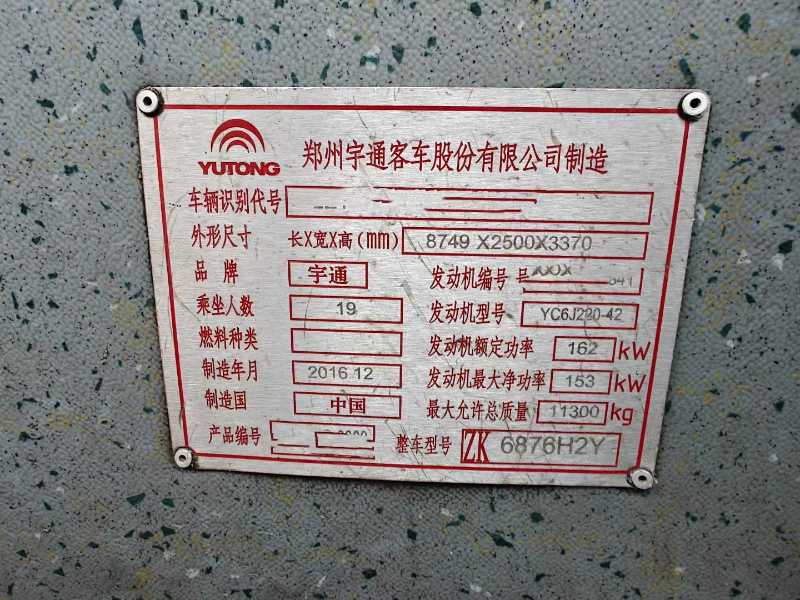 YUTONG 郑州宇通客车股份有限公司制造
车辆识别代号
外形尺寸 长X宽X高(mm) 8749 X2500X3370
品牌 宇通 发动机编号
乘坐人数 19 发动机型号 YC6J220-42
燃料种类 发动机额定功率 162 kW
制造年月 2016 12 发动机最大净功率 153 kW
制造国 中国 最大允许总质量 11300 kg
产品编号 整车型号 ZK 6876H2Y